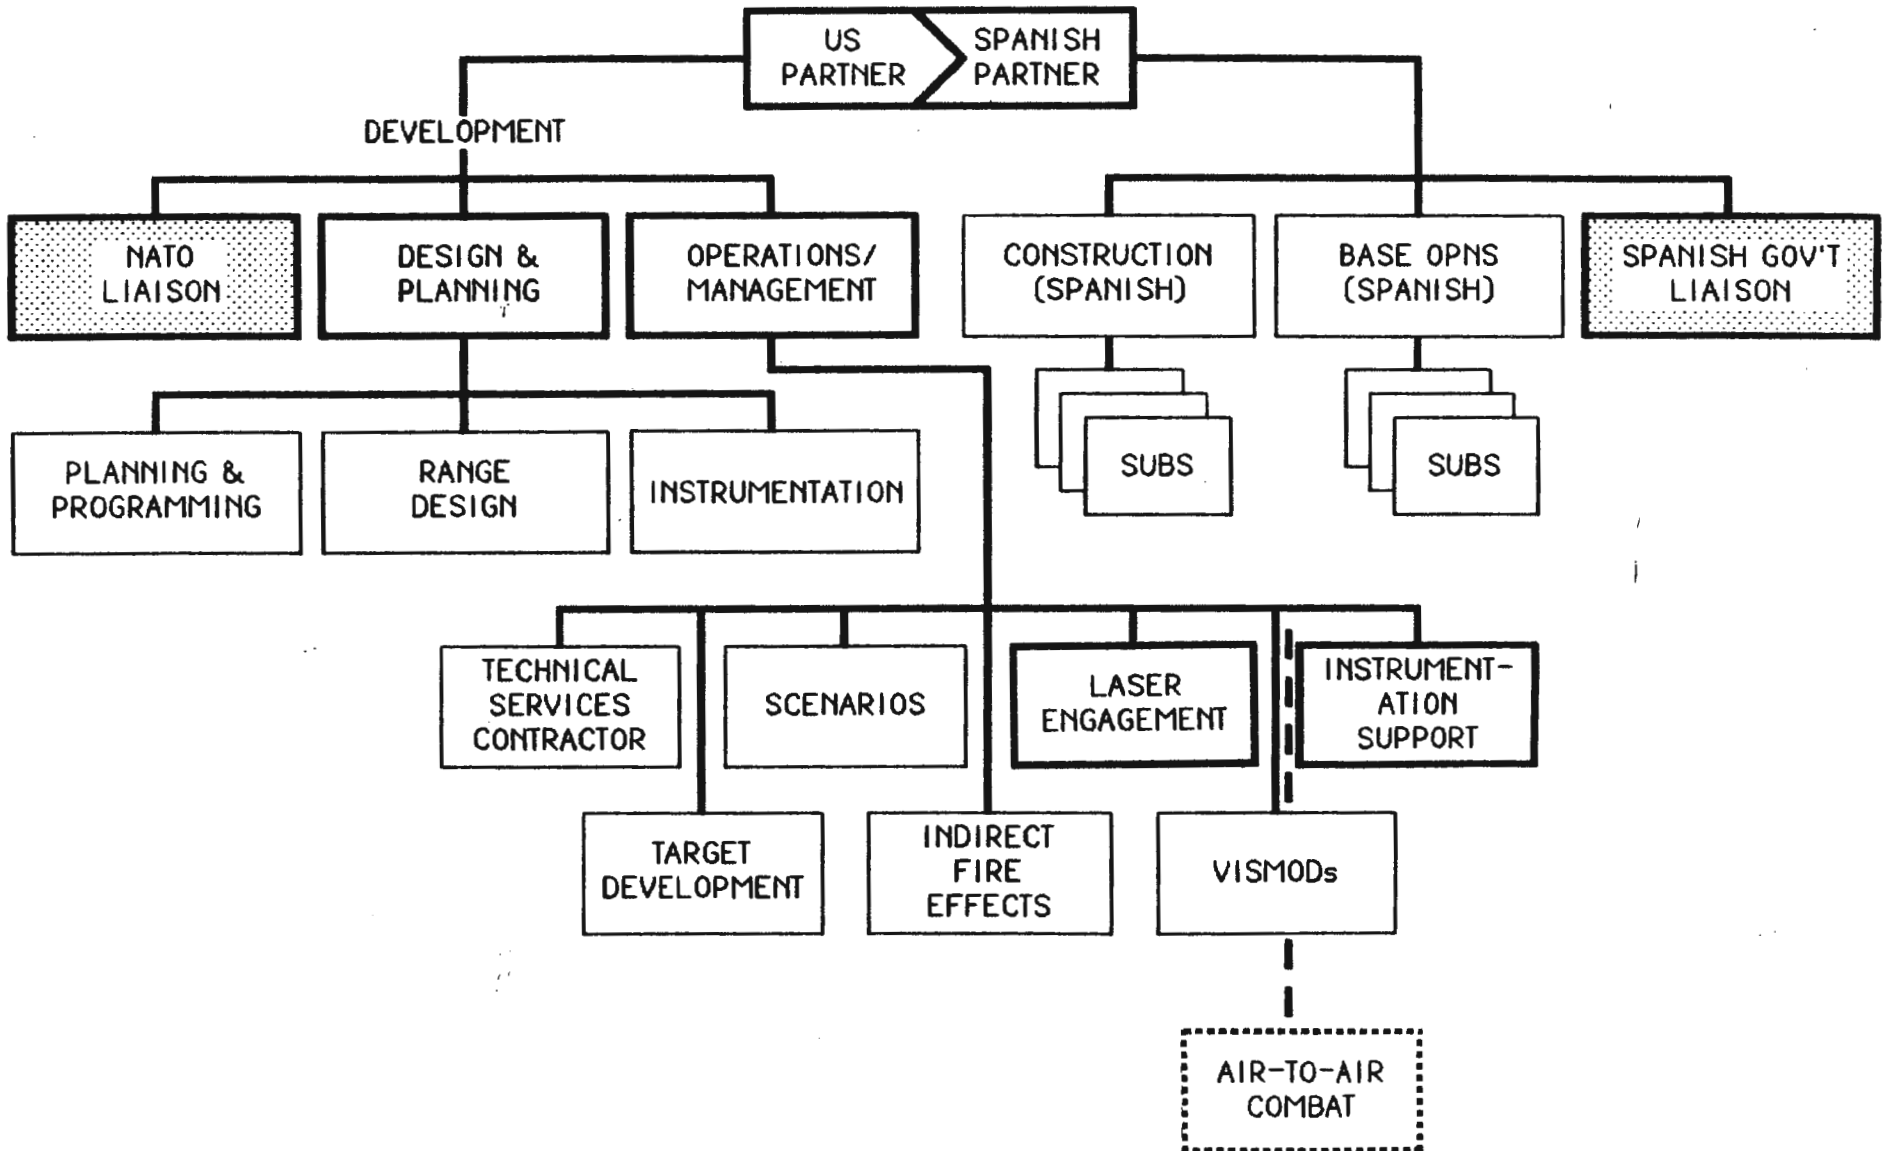 US
PARTNER
SPANISH
PARTNER
DEVELOPMENT
NATO
LIAISON
DESIGN &
PLANNING
OPERATIONS/
MANAGEMENT
CONSTRUCTION
(SPANISH)
BASE OPNS
(SPANISH)
SPANISH GOV'T
LIAISON
PLANNING &
PROGRAMMING
RANGE
DESIGN
INSTRUMENTATION
SUBS
SUBS
TECHNICAL
SERVICES
CONTRACTOR
SCENARIOS
LASER
ENGAGEMENT
INSTRUMENT-
ATION
SUPPORT
TARGET
DEVELOPMENT
INDIRECT
FIRE
EFFECTS
VISMODs
AIR-TO-AIR
COMBAT